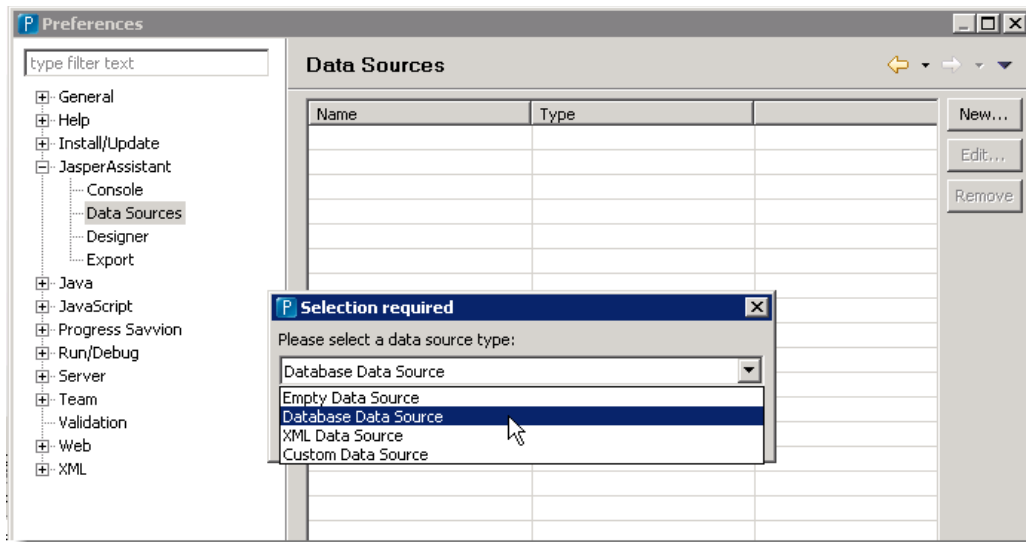 Preferences
type filter text
Data Sources
General
Help
Install/Update
JasperAssistant
Console
Data Sources
Designer
Export
Java
JavaScript
Progress Savvion
Run/Debug
Server
Team
Validation
Web
XML
Name Type
New...
Edit...
Remove
Selection required
Please select a data source type:
Database Data Source
Empty Data Source
Database Data Source
XML Data Source
Custom Data Source